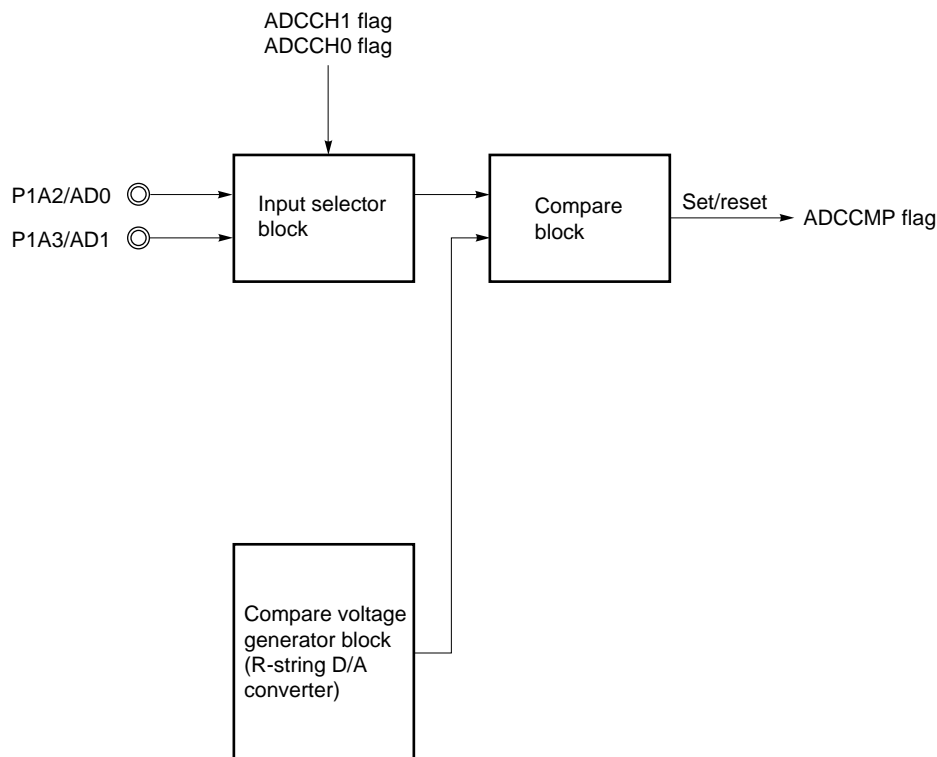 ADCCH1 flag
ADCCH0 flag
P1A2/AD0
P1A3/AD1
Input selector
block
Compare
block
Set/reset
ADCCMP flag
Compare voltage
generator block
(R-string D/A
converter)